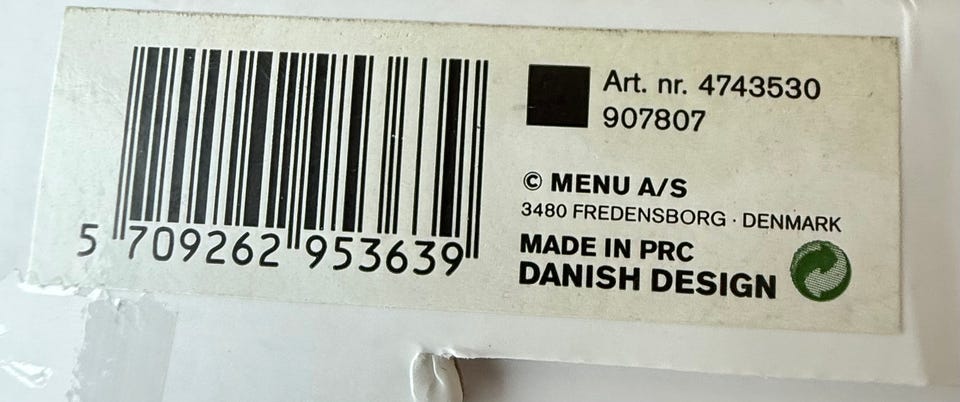 5 709262 953639
Art. nr. 4743530
907807
© MENU A/S
3480 FREDENSBORG · DENMARK
MADE IN PRC
DANISH DESIGN